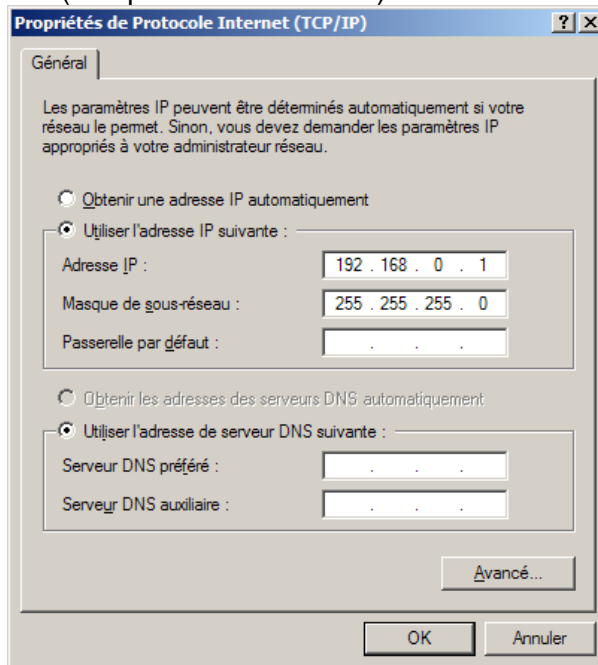 Propriétés de Protocole Internet (TCP/IP)
Général
Les paramètres IP peuvent être déterminés automatiquement si votre
réseau le permet. Sinon, vous devez demander les paramètres IP
appropriés à votre administrateur réseau.
Obtenir une adresse IP automatiquement
Utiliser l'adresse IP suivante :
Adresse IP : 192 . 168 . 0 . 1
Masque de sous-réseau : 255 . 255 . 255 . 0
Passerelle par défaut : . . .
Obtenir les adresses des serveurs DNS automatiquement
Utiliser l'adresse de serveur DNS suivante :
Serveur DNS préféré : . . .
Serveur DNS auxiliaire : . . .
Avancé...
OK Annuler